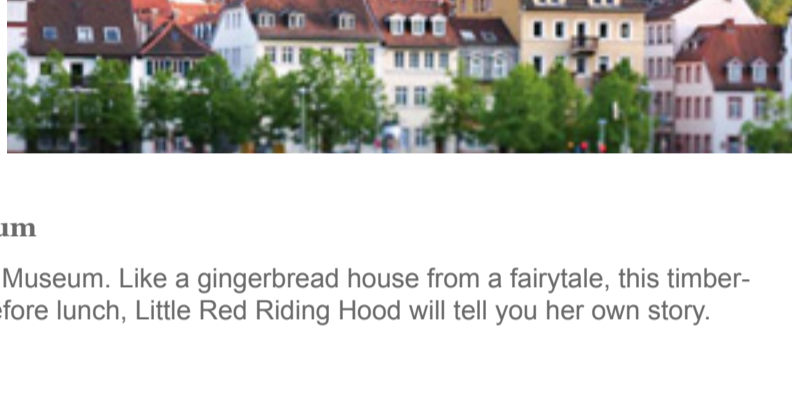 um
Museum. Like a gingerbread house from a fairytale, this timber-
efore lunch, Little Red Riding Hood will tell you her own story.